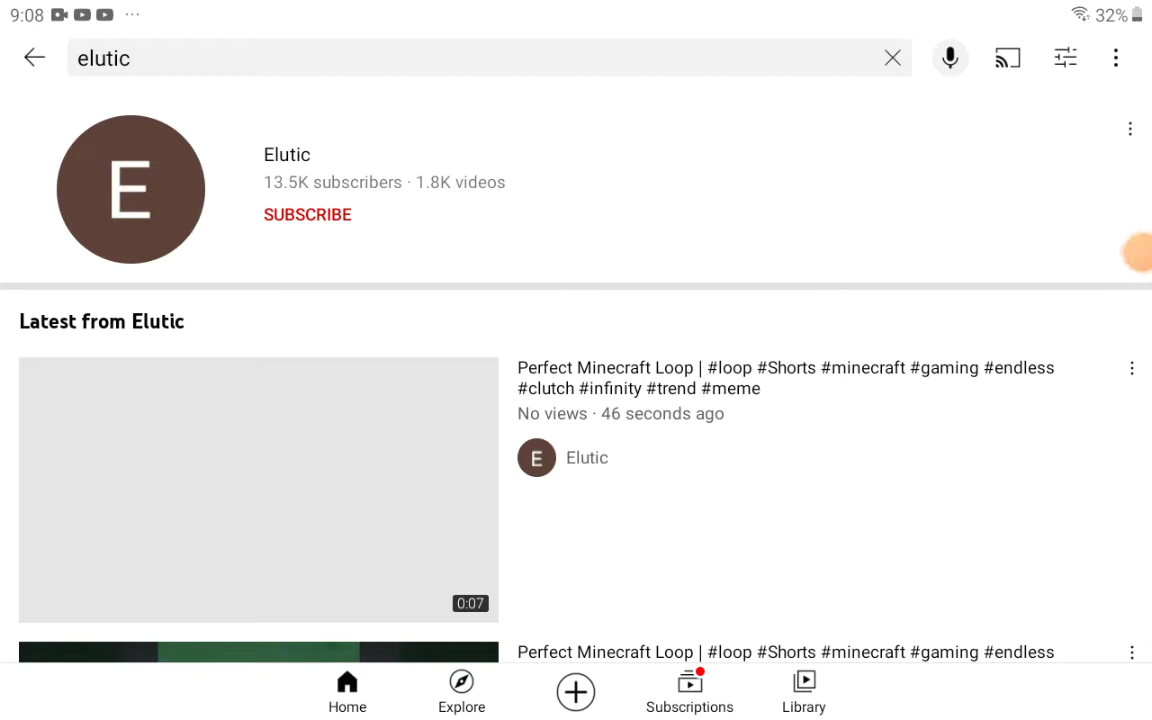 9:08
32%
elutic
E
Elutic
13.5K subscribers · 1.8K videos
SUBSCRIBE
Latest from Elutic
Perfect Minecraft Loop | #loop #Shorts #minecraft #gaming #endless
#clutch #infinity #trend #meme
No views · 46 seconds ago
E
Elutic
0:07
Perfect Minecraft Loop | #loop #Shorts #minecraft #gaming #endless
Home
Explore
Subscriptions
Library